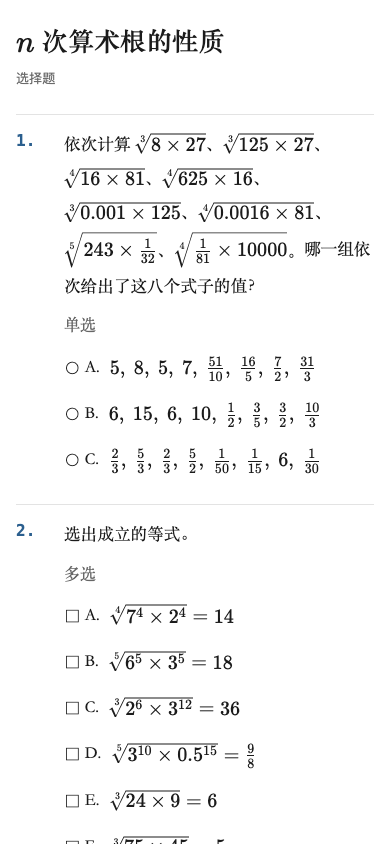 n 次算术根的性质
选择题
1. 依次计算 ∛(8 × 27)、∛(125 × 27)、
∜(16 × 81)、∜(625 × 16)、
∛(0.001 × 125)、∜(0.0016 × 81)、
⁵√(243 × 1/32)、∜(1/81 × 10000)。哪一组依
次给出了这八个式子的值?
单选
○ A. 5, 8, 5, 7, 51/10, 16/5, 7/2, 31/3
○ B. 6, 15, 6, 10, 1/2, 3/5, 3/2, 10/3
○ C. 2/3, 5/3, 2/3, 5/2, 1/50, 1/15, 6, 1/30
2. 选出成立的等式。
多选
□ A. ∜(7⁴ × 2⁴) = 14
□ B. ⁵√(6⁵ × 3⁵) = 18
□ C. ∛(2⁶ × 3¹²) = 36
□ D. ⁵√(3¹⁰ × 0.5¹⁵) = 9/8
□ E. ∛(24 × 9) = 6